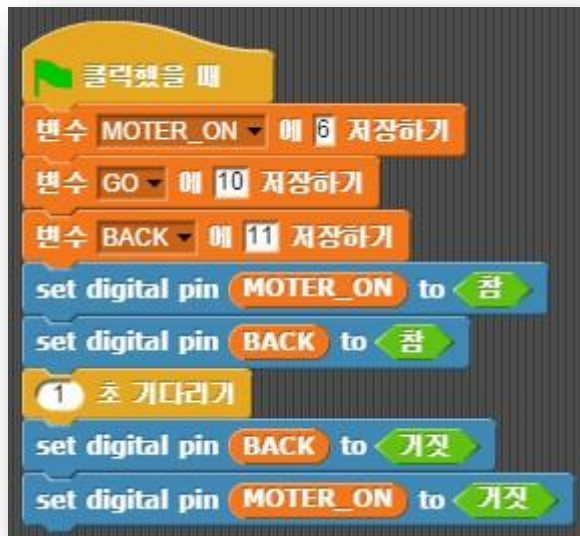 클릭했을 때
변수 MOTER_ON 에 6 저장하기
변수 GO 에 10 저장하기
변수 BACK 에 11 저장하기
set digital pin MOTER_ON to 참
set digital pin BACK to 참
1 초 기다리기
set digital pin BACK to 거짓
set digital pin MOTER_ON to 거짓